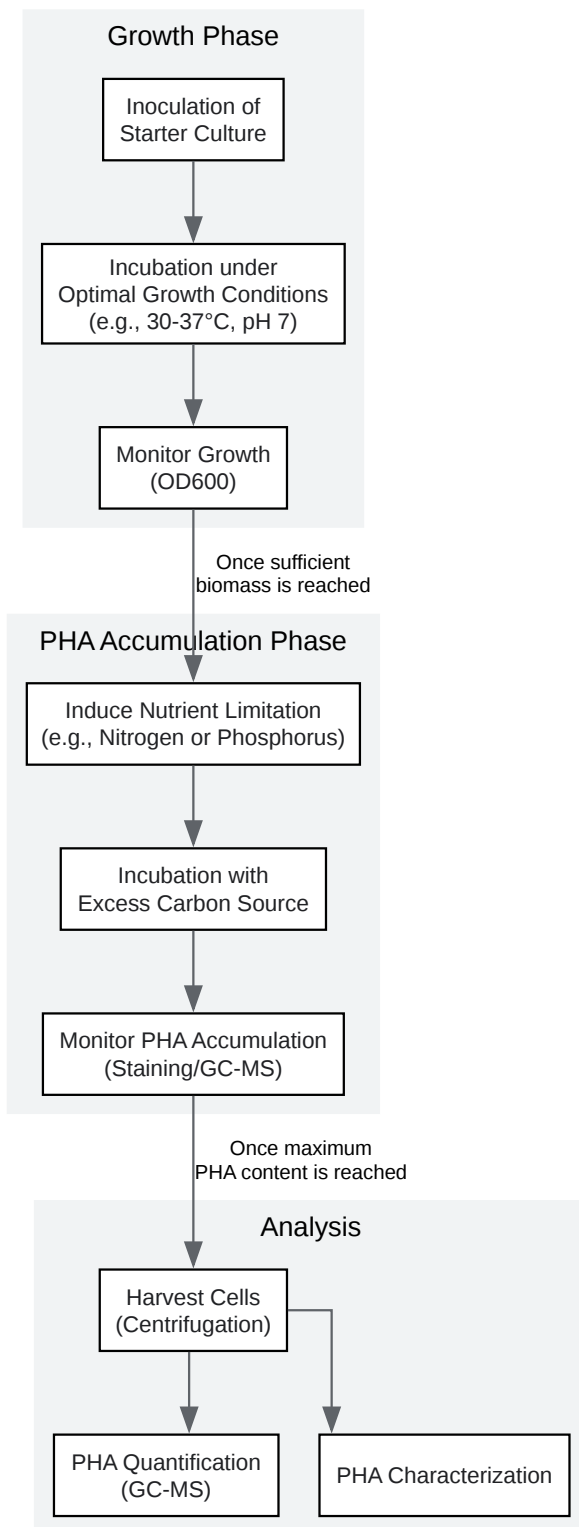 Growth Phase
Inoculation of
Starter Culture
Incubation under
Optimal Growth Conditions
(e.g., 30-37°C, pH 7)
Monitor Growth
(OD600)
Once sufficient
biomass is reached
PHA Accumulation Phase
Induce Nutrient Limitation
(e.g., Nitrogen or Phosphorus)
Incubation with
Excess Carbon Source
Monitor PHA Accumulation
(Staining/GC-MS)
Once maximum
PHA content is reached
Analysis
Harvest Cells
(Centrifugation)
PHA Quantification
(GC-MS)
PHA Characterization